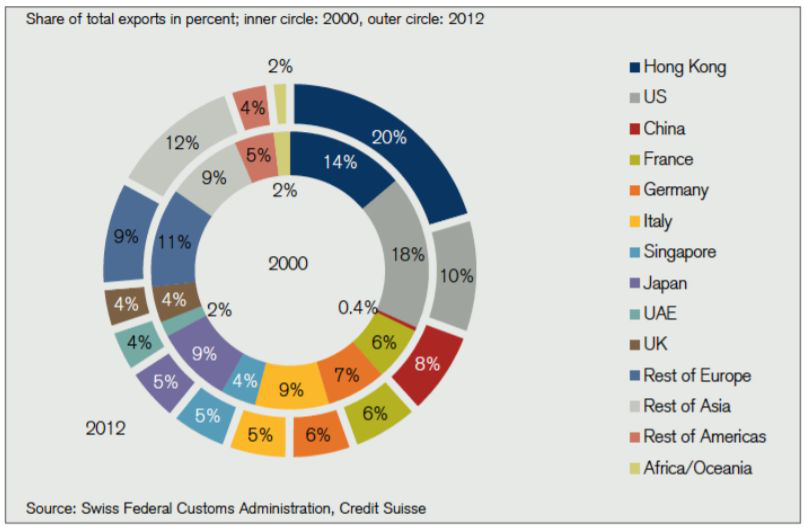 Share of total exports in percent; inner circle: 2000, outer circle: 2012
2%
4%
20%
12%
5%
14%
9%
2%
9%
11%
2000
18%
10%
4%
4%
2%
0.4%
4%
9%
6%
8%
5%
4%
9%
7%
6%
5%
5%
6%
2012
Hong Kong
US
China
France
Germany
Italy
Singapore
Japan
UAE
UK
Rest of Europe
Rest of Asia
Rest of Americas
Africa/Oceania
Source: Swiss Federal Customs Administration, Credit Suisse